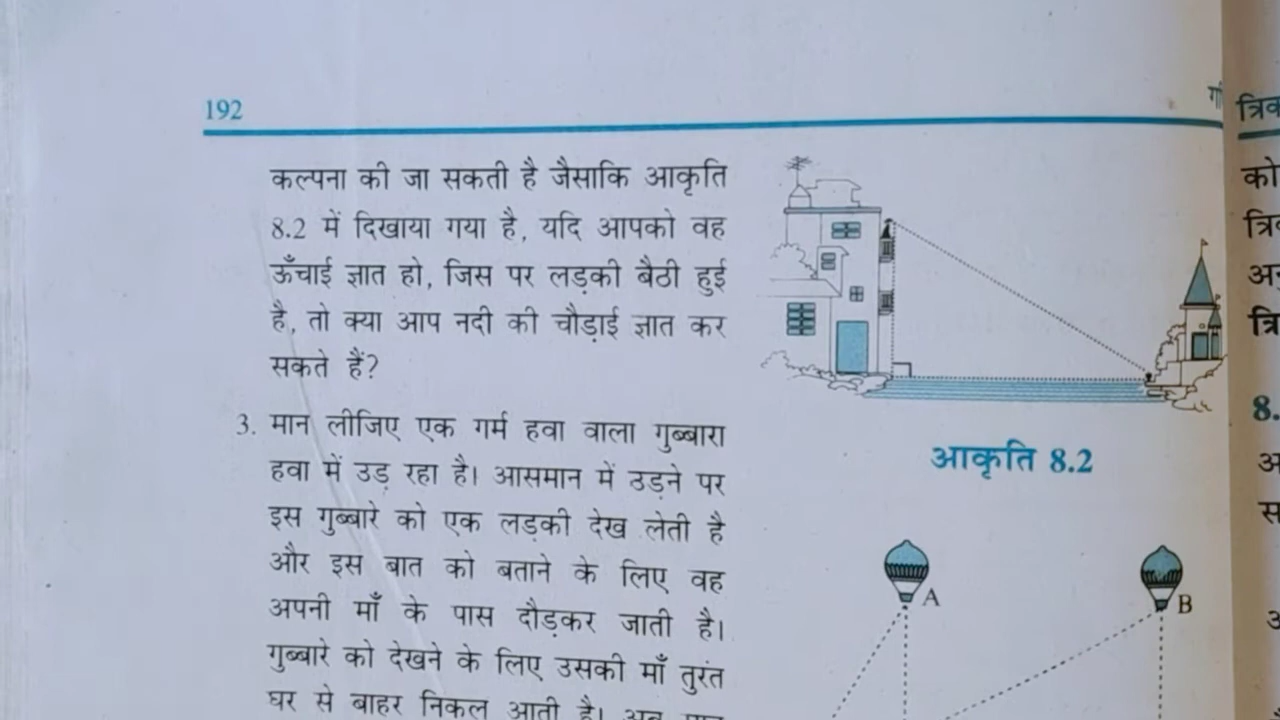 192
कल्पना की जा सकती है जैसाकि आकृति
8.2 में दिखाया गया है, यदि आपको वह
ऊँचाई ज्ञात हो, जिस पर लड़की बैठी हुई
है, तो क्या आप नदी की चौड़ाई ज्ञात कर
सकते हैं?
आकृति 8.2
3. मान लीजिए एक गर्म हवा वाला गुब्बारा
हवा में उड़ रहा है। आसमान में उड़ने पर
इस गुब्बारे को एक लड़की देख लेती है
और इस बात को बताने के लिए वह
अपनी माँ के पास दौड़कर जाती है।
गुब्बारे को देखने के लिए उसकी माँ तुरंत
घर से बाहर निकल आती है। अब मान
A
B
को
8.